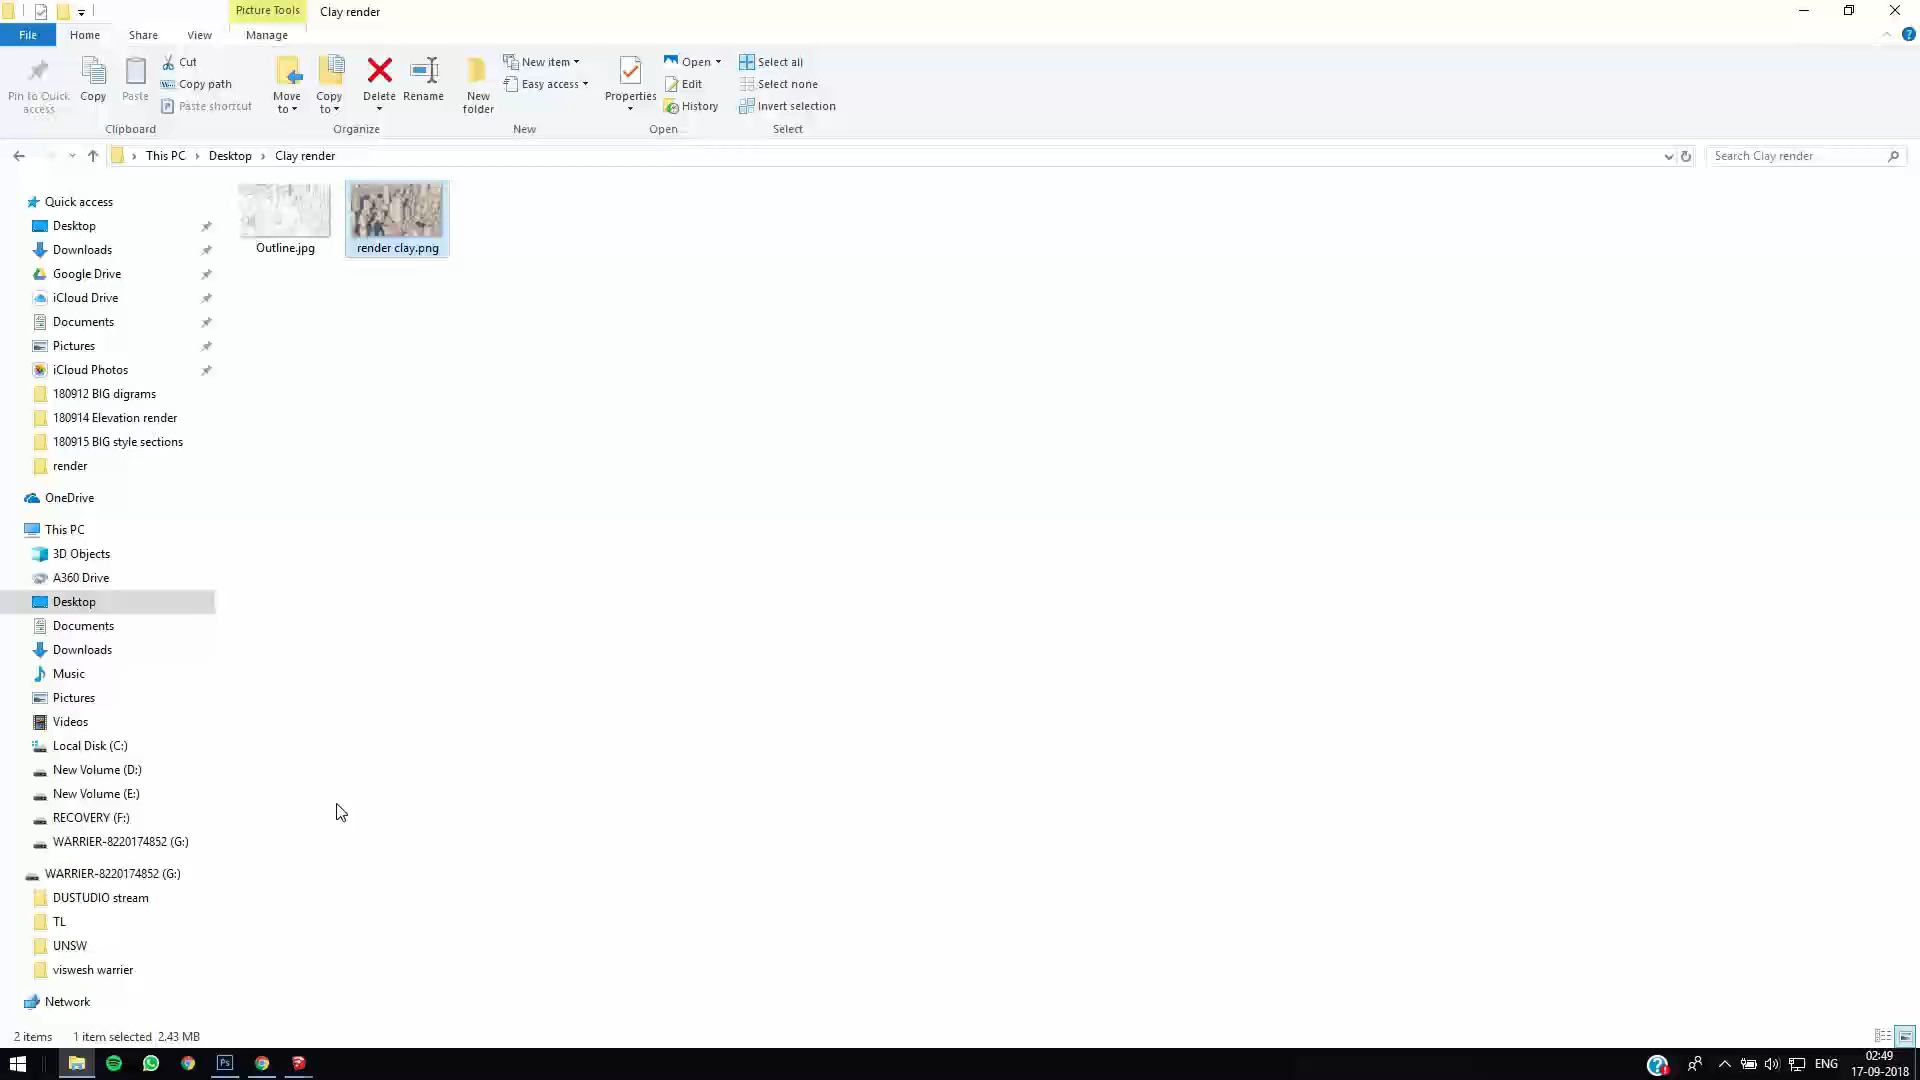 Picture Tools
Clay render
File
Home
Share
View
Manage
Pin to Quick access
Copy
Paste
Cut
Copy path
Paste shortcut
Clipboard
Move to
Copy to
Delete
Rename
Organize
New folder
New item
Easy access
New
Properties
Open
Edit
History
Open
Select all
Select none
Invert selection
Select
This PC
Desktop
Clay render
Search Clay render
Quick access
Desktop
Downloads
Google Drive
iCloud Drive
Documents
Pictures
iCloud Photos
180912 BIG digrams
180914 Elevation render
180915 BIG style sections
render
OneDrive
This PC
3D Objects
A360 Drive
Desktop
Documents
Downloads
Music
Pictures
Videos
Local Disk (C:)
New Volume (D:)
New Volume (E:)
RECOVERY (F:)
WARRIER-8220174852 (G:)
WARRIER-8220174852 (G:)
DUSTUDIO stream
TL
UNSW
viswesh warrier
Network
Outline.jpg
render clay.png
2 items
1 item selected 2.43 MB
Ps
ENG
02:49
17-09-2018